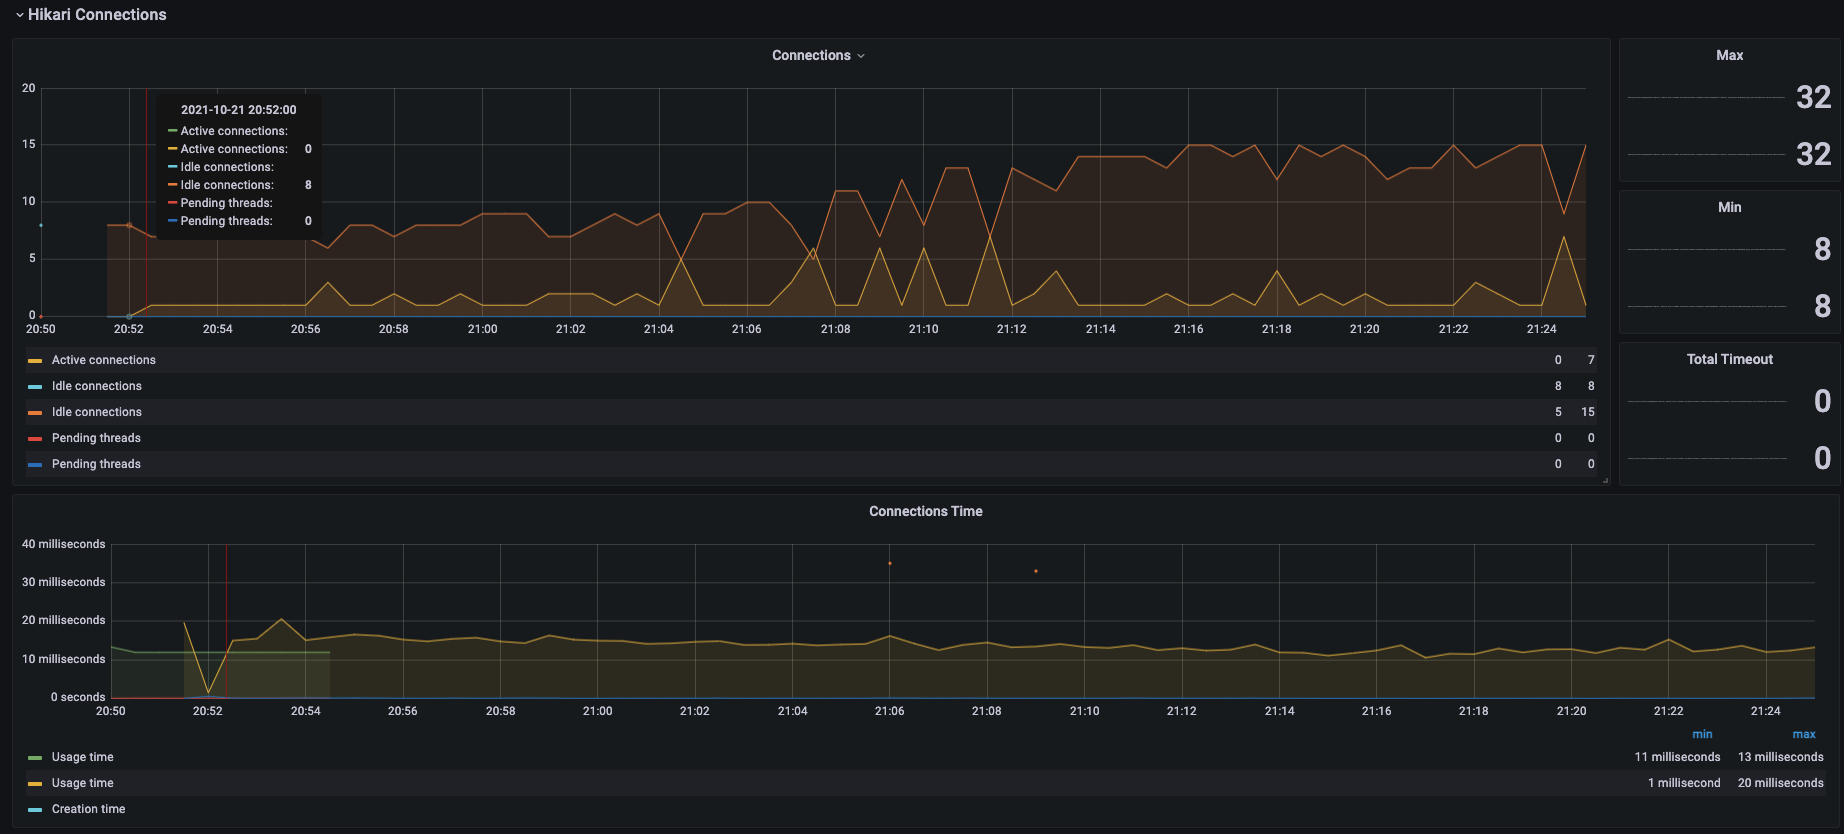 Hikari Connections
Connections
Max
20
15
10
5
0
2021-10-21 20:52:00
Active connections:
Active connections: 0
Idle connections:
Idle connections: 8
Pending threads:
Pending threads: 0
20:50 20:52 20:54 20:56 20:58 21:00 21:02 21:04 21:06 21:08 21:10 21:12 21:14 21:16 21:18 21:20 21:22 21:24
Active connections 0 7
Idle connections 8 8
Idle connections 5 15
Pending threads 0 0
Pending threads 0 0
32
32
Min
8
8
Total Timeout
0
0
Connections Time
40 milliseconds
30 milliseconds
20 milliseconds
10 milliseconds
0 seconds
20:50 20:52 20:54 20:56 20:58 21:00 21:02 21:04 21:06 21:08 21:10 21:12 21:14 21:16 21:18 21:20 21:22 21:24
min max
Usage time 11 milliseconds 13 milliseconds
Usage time 1 millisecond 20 milliseconds
Creation time